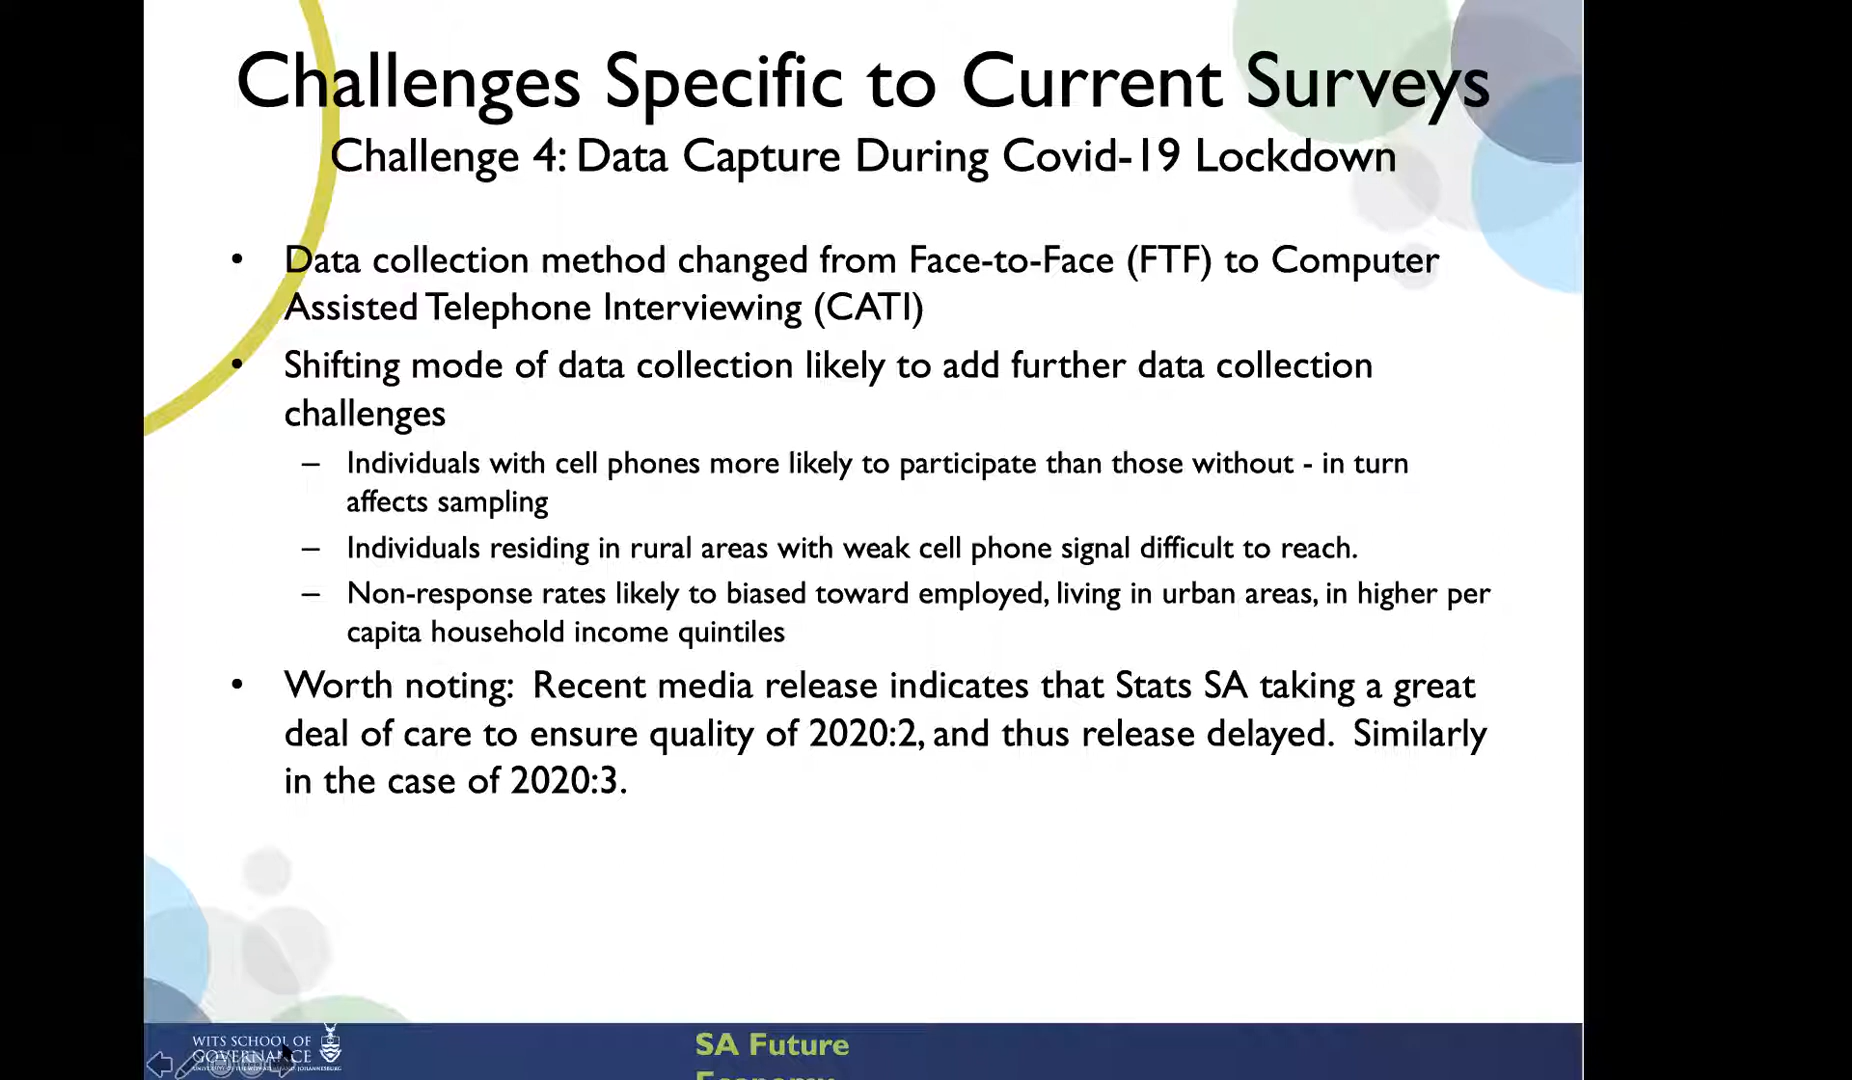 Challenges Specific to Current Surveys
Challenge 4: Data Capture During Covid-19 Lockdown
• Data collection method changed from Face-to-Face (FTF) to Computer
Assisted Telephone Interviewing (CATI)
• Shifting mode of data collection likely to add further data collection
challenges
– Individuals with cell phones more likely to participate than those without - in turn
affects sampling
– Individuals residing in rural areas with weak cell phone signal difficult to reach.
– Non-response rates likely to biased toward employed, living in urban areas, in higher per
capita household income quintiles
• Worth noting: Recent media release indicates that Stats SA taking a great
deal of care to ensure quality of 2020:2, and thus release delayed. Similarly
in the case of 2020:3.
WITS SCHOOL OF
GOVERNANCE
SA Future
Economy